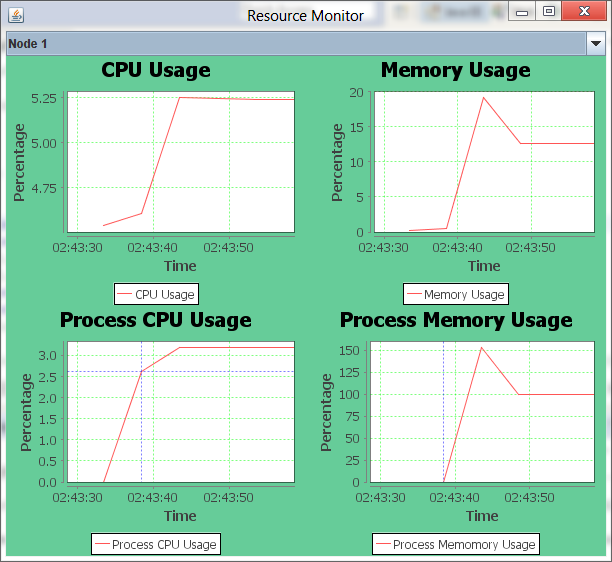 Resource Monitor
Node 1
CPU Usage
Percentage
5.25
5.00
4.75
02:43:30 02:43:40 02:43:50
Time
CPU Usage
Memory Usage
Percentage
20
15
10
5
0
02:43:30 02:43:40 02:43:50
Time
Memory Usage
Process CPU Usage
Percentage
3.0
2.5
2.0
1.5
1.0
0.5
0.0
02:43:30 02:43:40 02:43:50
Time
Process CPU Usage
Process Memory Usage
Percentage
150
125
100
75
50
25
0
02:43:30 02:43:40 02:43:50
Time
Process Memomory Usage